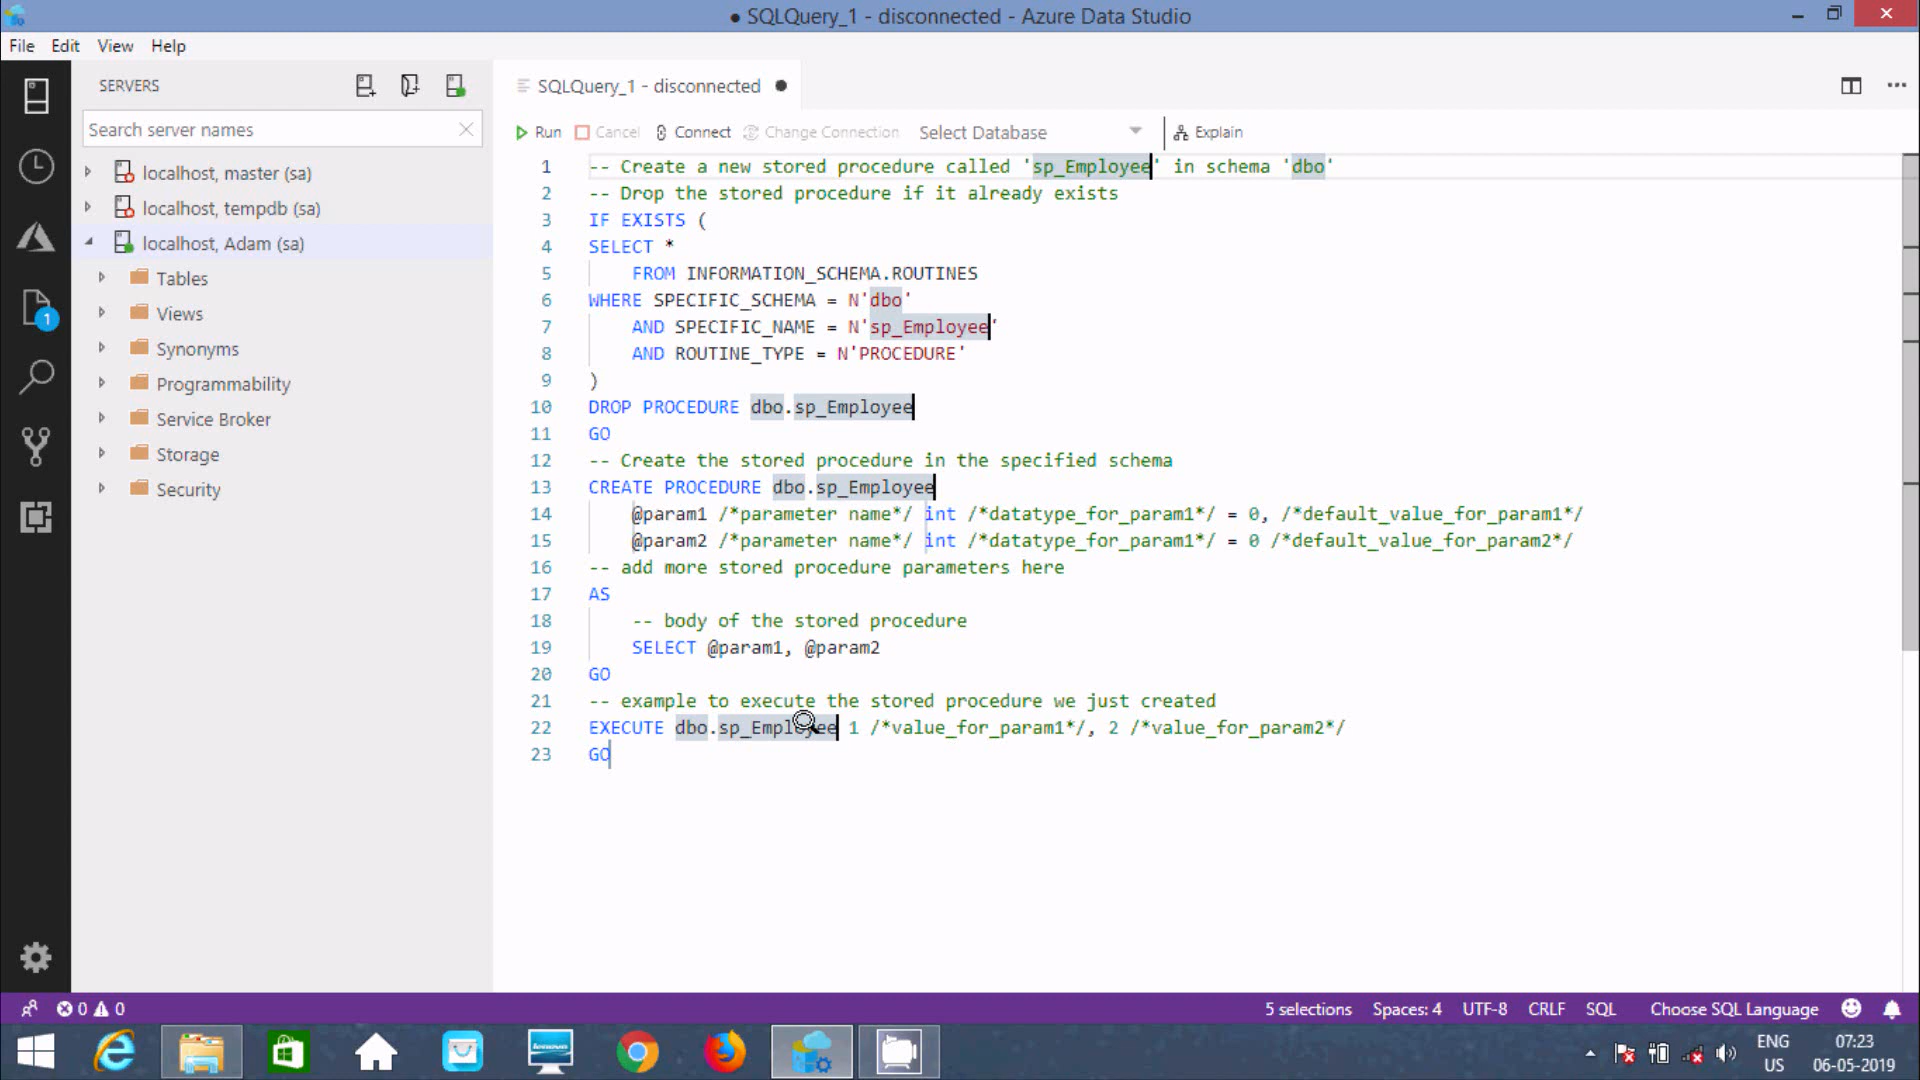 ● SQLQuery_1 - disconnected - Azure Data Studio
File Edit View Help
SERVERS
Search server names
localhost, master (sa)
localhost, tempdb (sa)
localhost, Adam (sa)
Tables
Views
Synonyms
Programmability
Service Broker
Storage
Security
1
SQLQuery_1 - disconnected ●
Run Cancel Connect Change Connection Select Database Explain
1 -- Create a new stored procedure called 'sp_Employee' in schema 'dbo'
2 -- Drop the stored procedure if it already exists
3 IF EXISTS (
4 SELECT *
5 FROM INFORMATION_SCHEMA.ROUTINES
6 WHERE SPECIFIC_SCHEMA = N'dbo'
7 AND SPECIFIC_NAME = N'sp_Employee'
8 AND ROUTINE_TYPE = N'PROCEDURE'
9 )
10 DROP PROCEDURE dbo.sp_Employee
11 GO
12 -- Create the stored procedure in the specified schema
13 CREATE PROCEDURE dbo.sp_Employee
14 @param1 /*parameter name*/ int /*datatype_for_param1*/ = 0, /*default_value_for_param1*/
15 @param2 /*parameter name*/ int /*datatype_for_param1*/ = 0 /*default_value_for_param2*/
16 -- add more stored procedure parameters here
17 AS
18 -- body of the stored procedure
19 SELECT @param1, @param2
20 GO
21 -- example to execute the stored procedure we just created
22 EXECUTE dbo.sp_Employee 1 /*value_for_param1*/, 2 /*value_for_param2*/
23 GO
0 0 5 selections Spaces: 4 UTF-8 CRLF SQL Choose SQL Language
ENG 07:23
US 06-05-2019